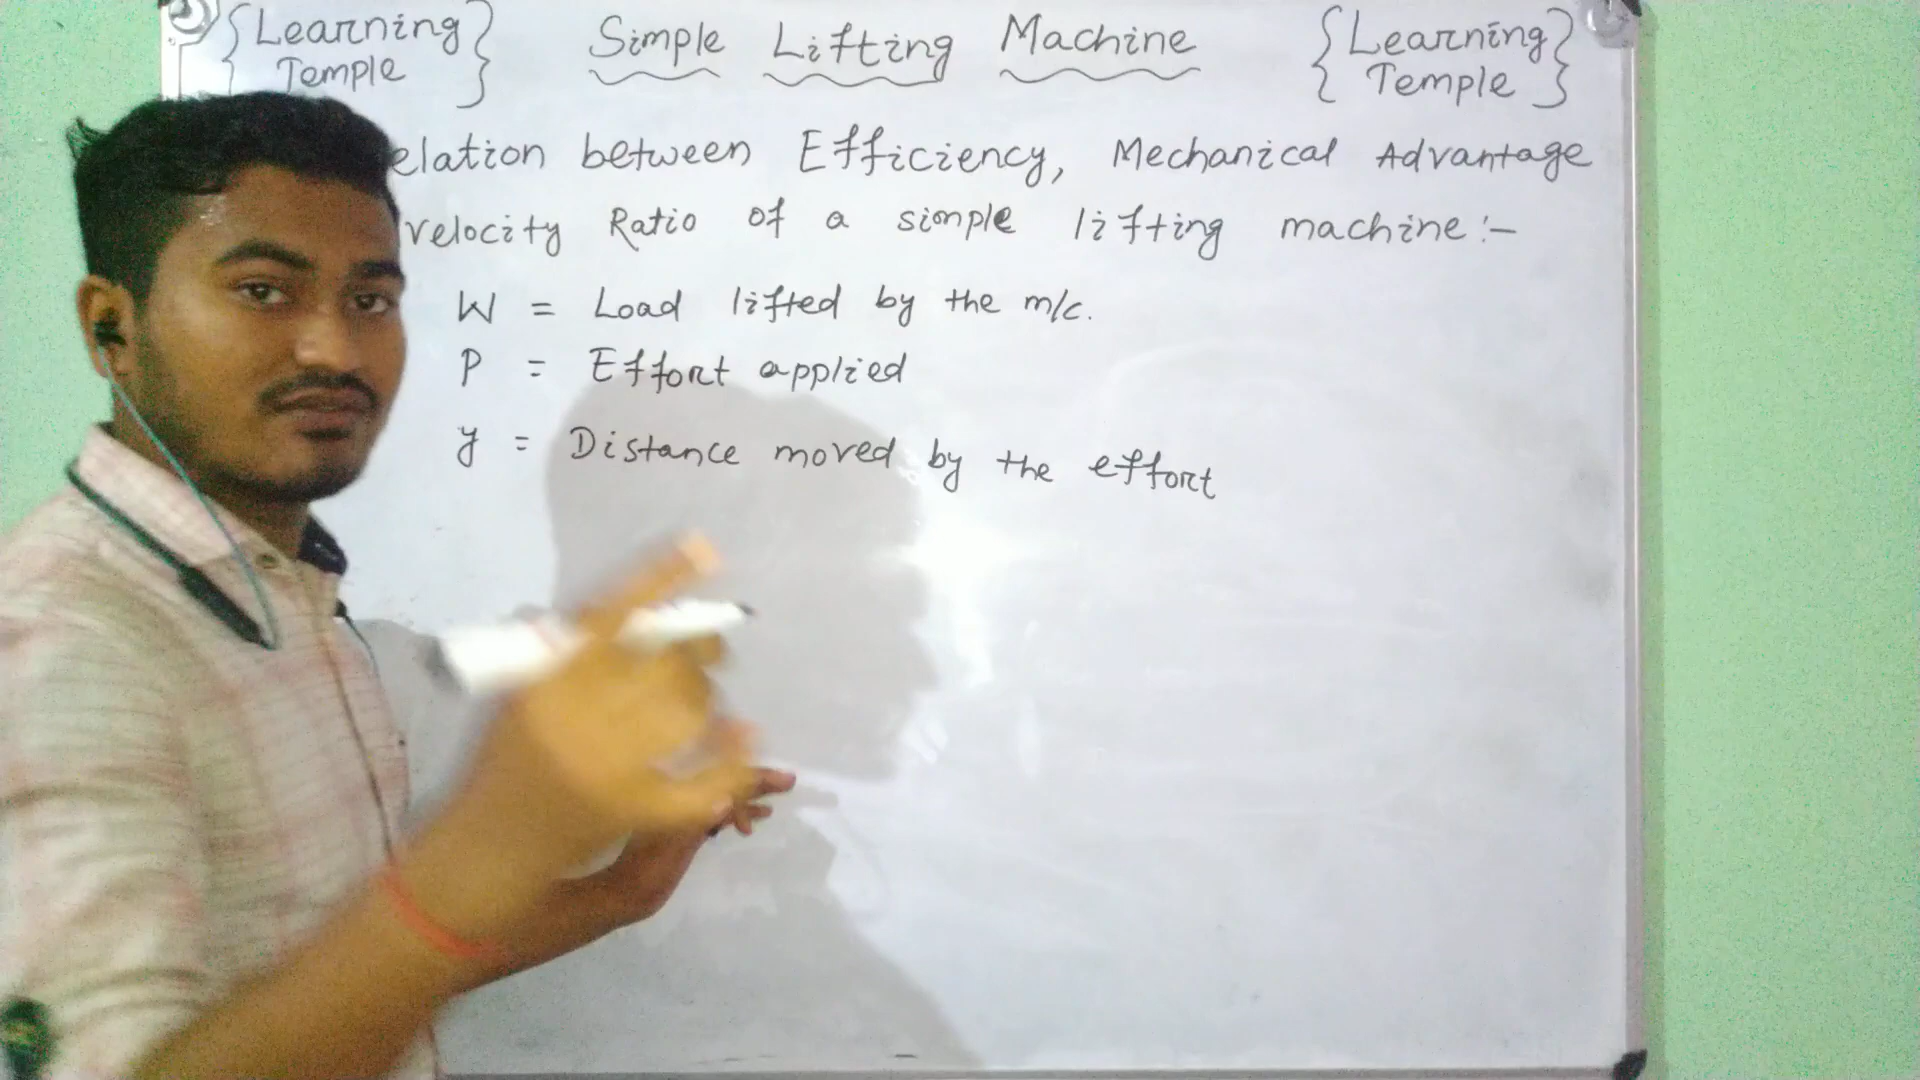 {Learning Temple} Simple Lifting Machine {Learning Temple}
elation between Efficiency, Mechanical Advantage
velocity Ratio of a simple lifting machine:-
W = Load lifted by the m/c.
P = Effort applied
y = Distance moved by the effort